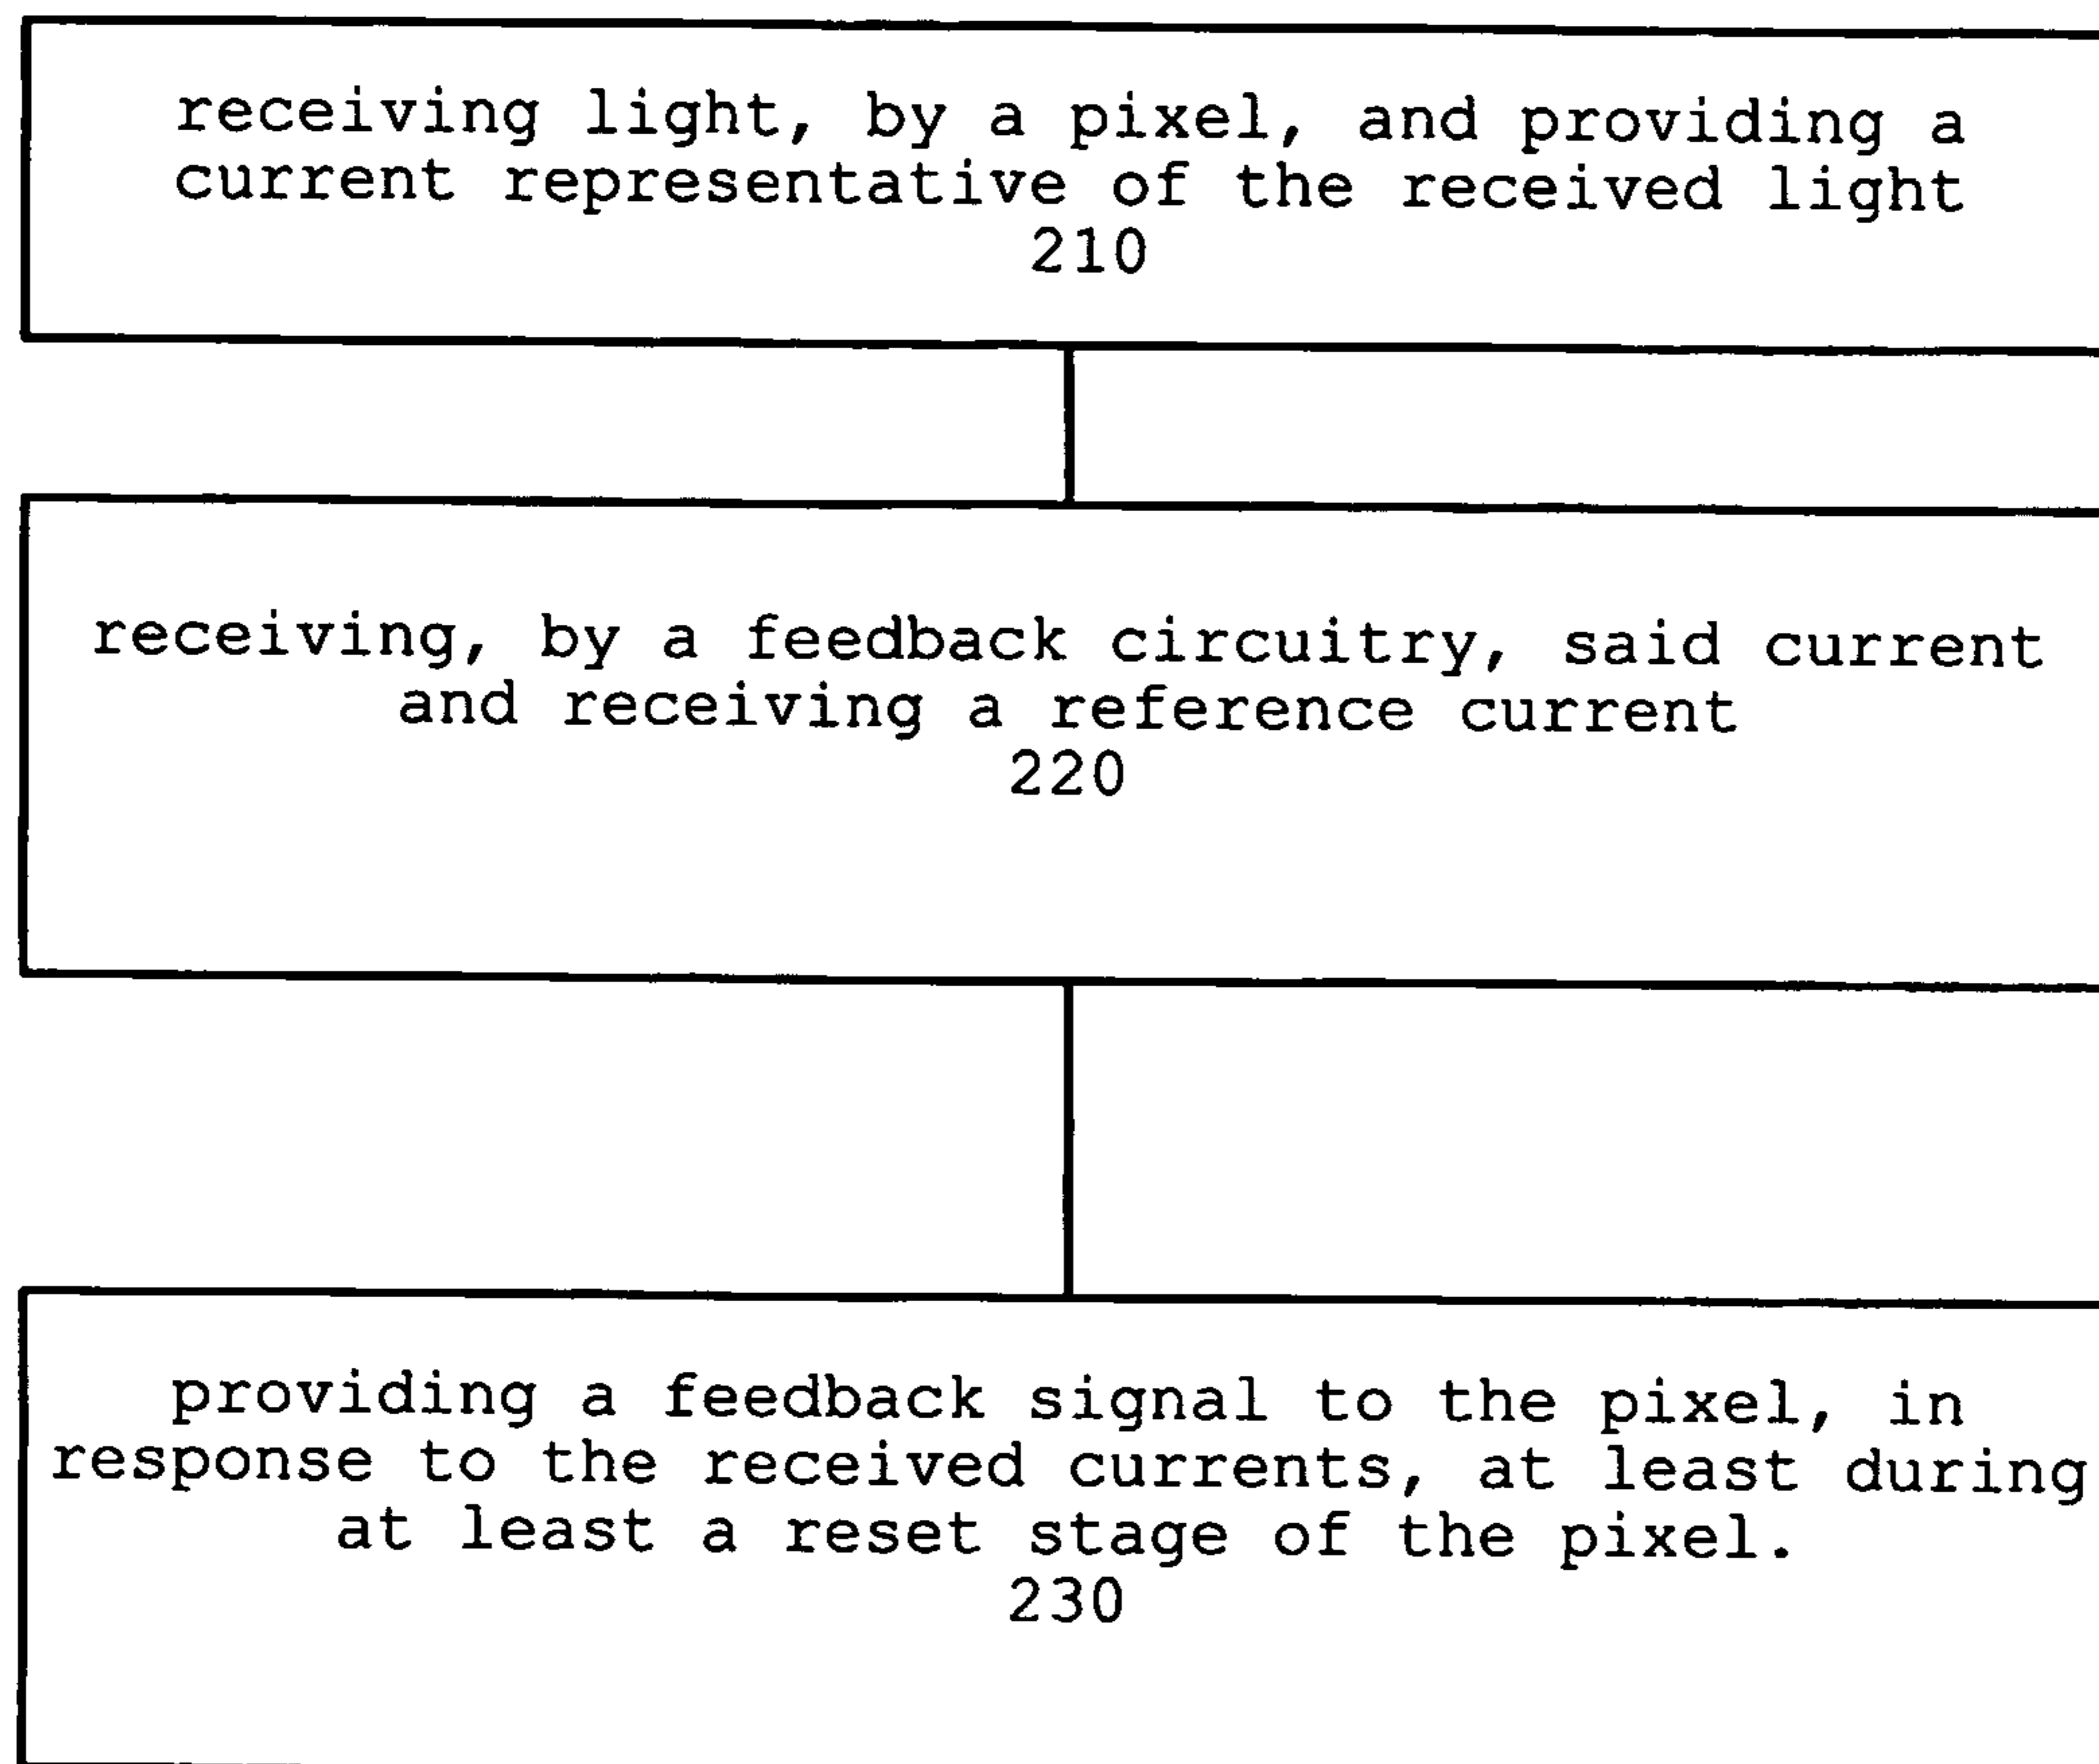 receiving light, by a pixel, and providing a
current representative of the received light
210
receiving, by a feedback circuitry, said current
and receiving a reference current
220
providing a feedback signal to the pixel, in
response to the received currents, at least during
at least a reset stage of the pixel.
230